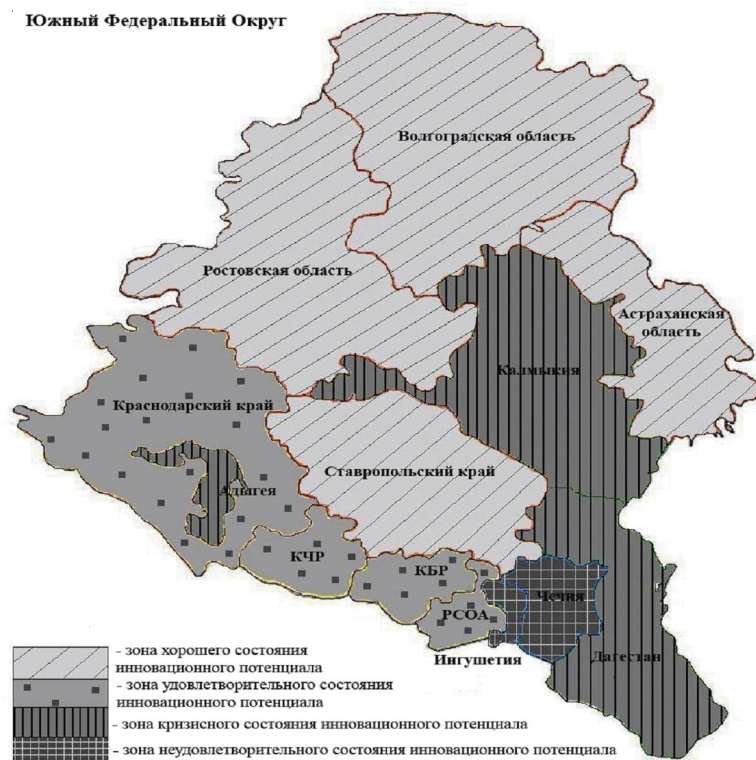 Южный Федеральный Округ
Волгоградская область
Ростовская область
Астраханская
область
Калмыкия
Краснодарский край
Ставропольский край
Адыгея
КЧР
КБР
Чечня
РСОА
Ингушетия
Дагестан
- зона хорошего состояния
инновационного потенциала
- зона удовлетворительного состояния
инновационного потенциала
- зона кризисного состояния инновационного потенциала
- зона неудовлетворительного состояния инновационного потенциала